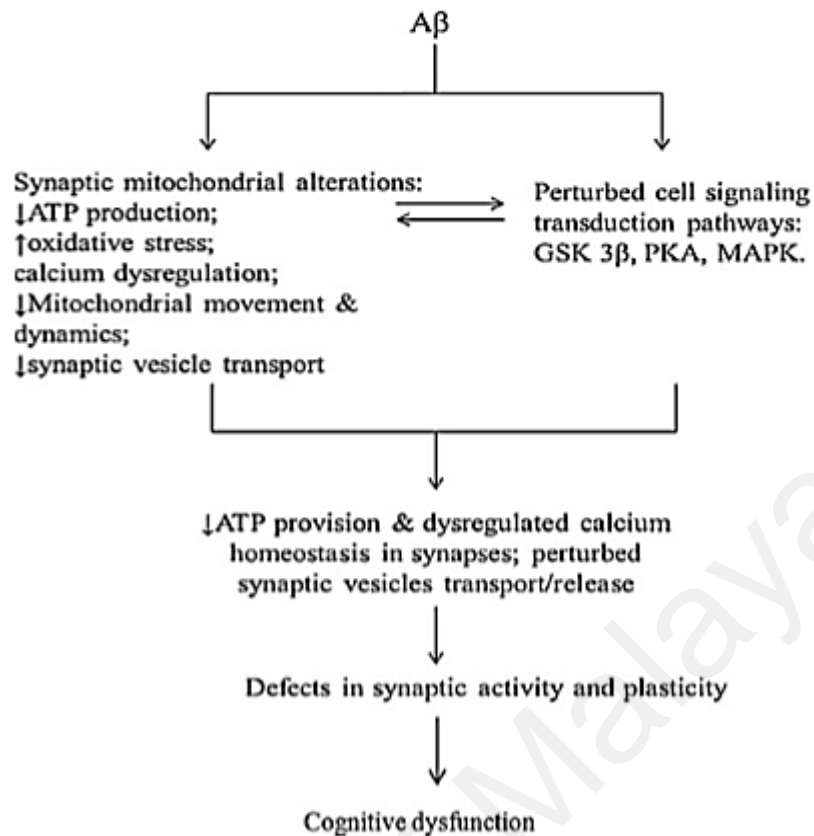 Aβ
Synaptic mitochondrial alterations:
↓ATP production;
↑oxidative stress;
calcium dysregulation;
↓Mitochondrial movement &
dynamics;
↓synaptic vesicle transport
Perturbed cell signaling
transduction pathways:
GSK 3β, PKA, MAPK.
↓ATP provision & dysregulated calcium
homeostasis in synapses; perturbed
synaptic vesicles transport/release
Defects in synaptic activity and plasticity
Cognitive dysfunction
Malaya